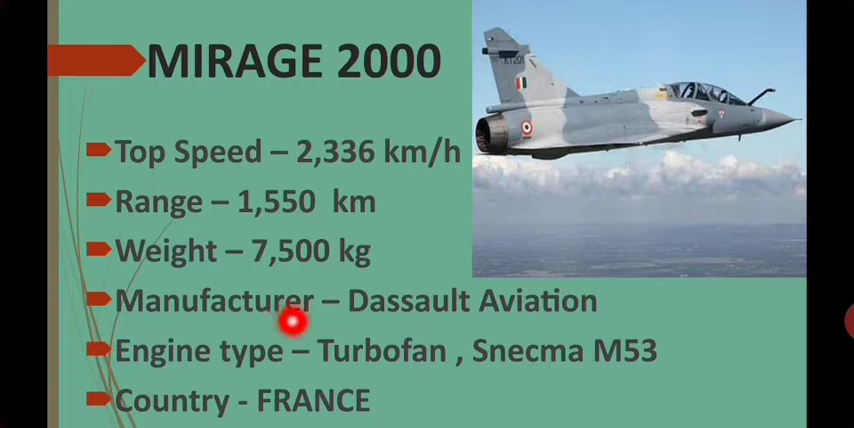 MIRAGE 2000
Top Speed – 2,336 km/h
Range – 1,550 km
Weight – 7,500 kg
Manufacturer – Dassault Aviation
Engine type – Turbofan , Snecma M53
Country - FRANCE